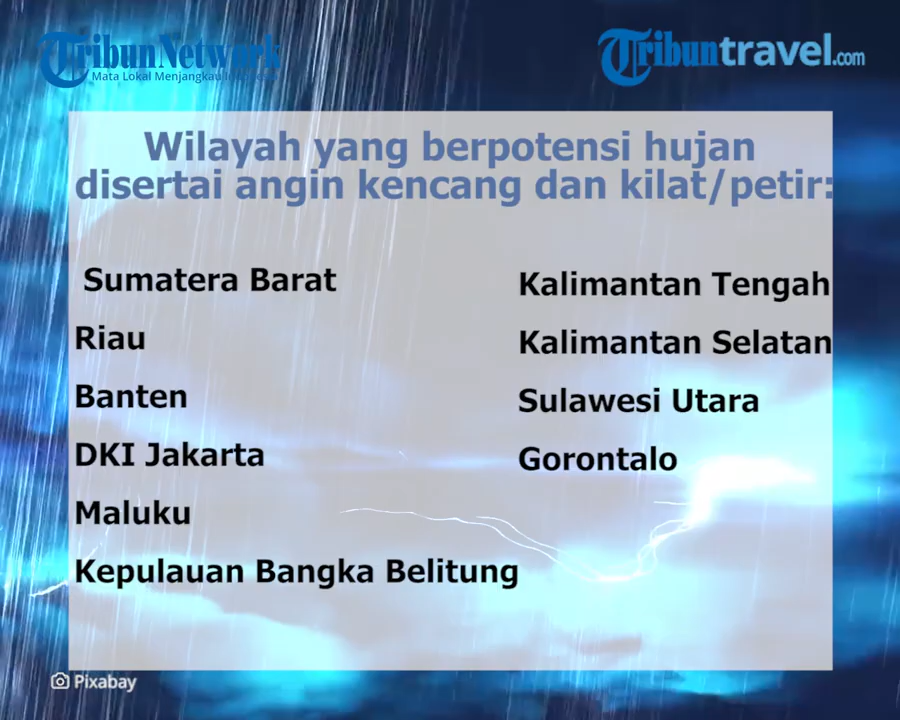 TribunNetwork
Mata Lokal Menjangkau Indonesia
Tribuntravel.com
Wilayah yang berpotensi hujan
disertai angin kencang dan kilat/petir:
Sumatera Barat
Riau
Banten
DKI Jakarta
Maluku
Kepulauan Bangka Belitung
Kalimantan Tengah
Kalimantan Selatan
Sulawesi Utara
Gorontalo
Pixabay